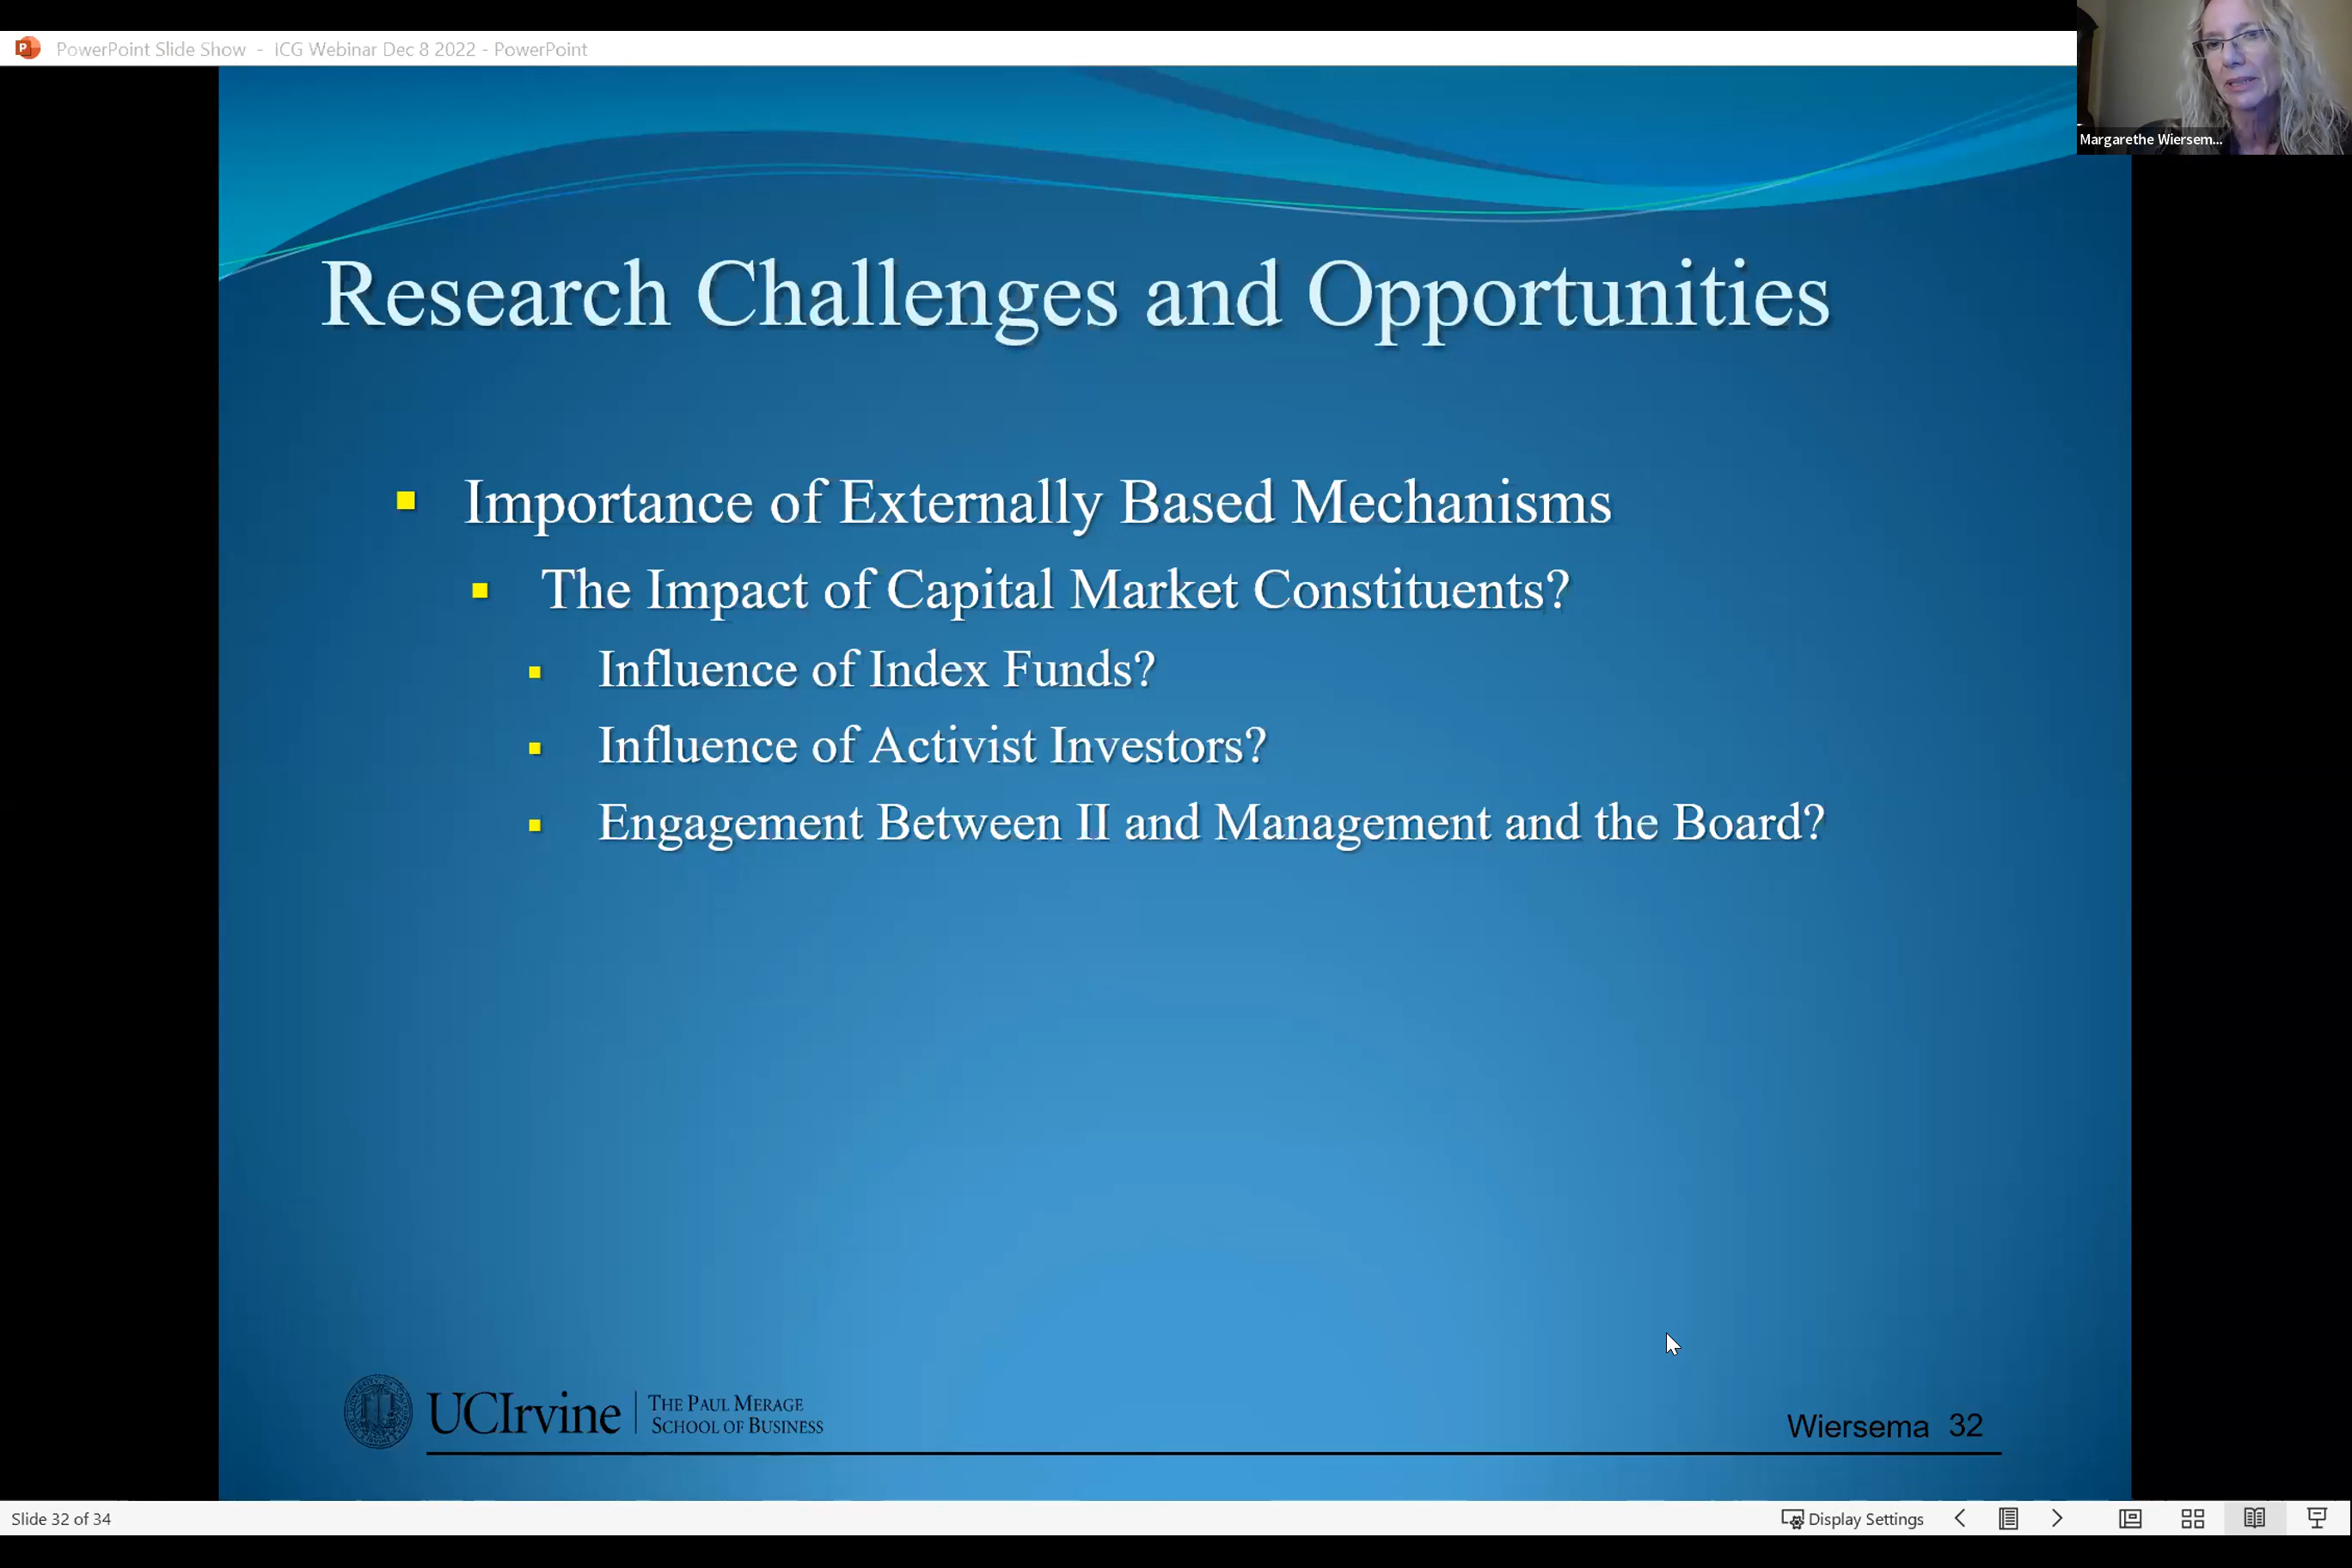 PowerPoint Slide Show - ICG Webinar Dec 8 2022 - PowerPoint
Margarethe Wiersem...
Research Challenges and Opportunities
Importance of Externally Based Mechanisms
The Impact of Capital Market Constituents?
Influence of Index Funds?
Influence of Activist Investors?
Engagement Between II and Management and the Board?
UCIrvine
THE PAUL MERAGE
SCHOOL OF BUSINESS
Wiersema 32
Slide 32 of 34
Display Settings